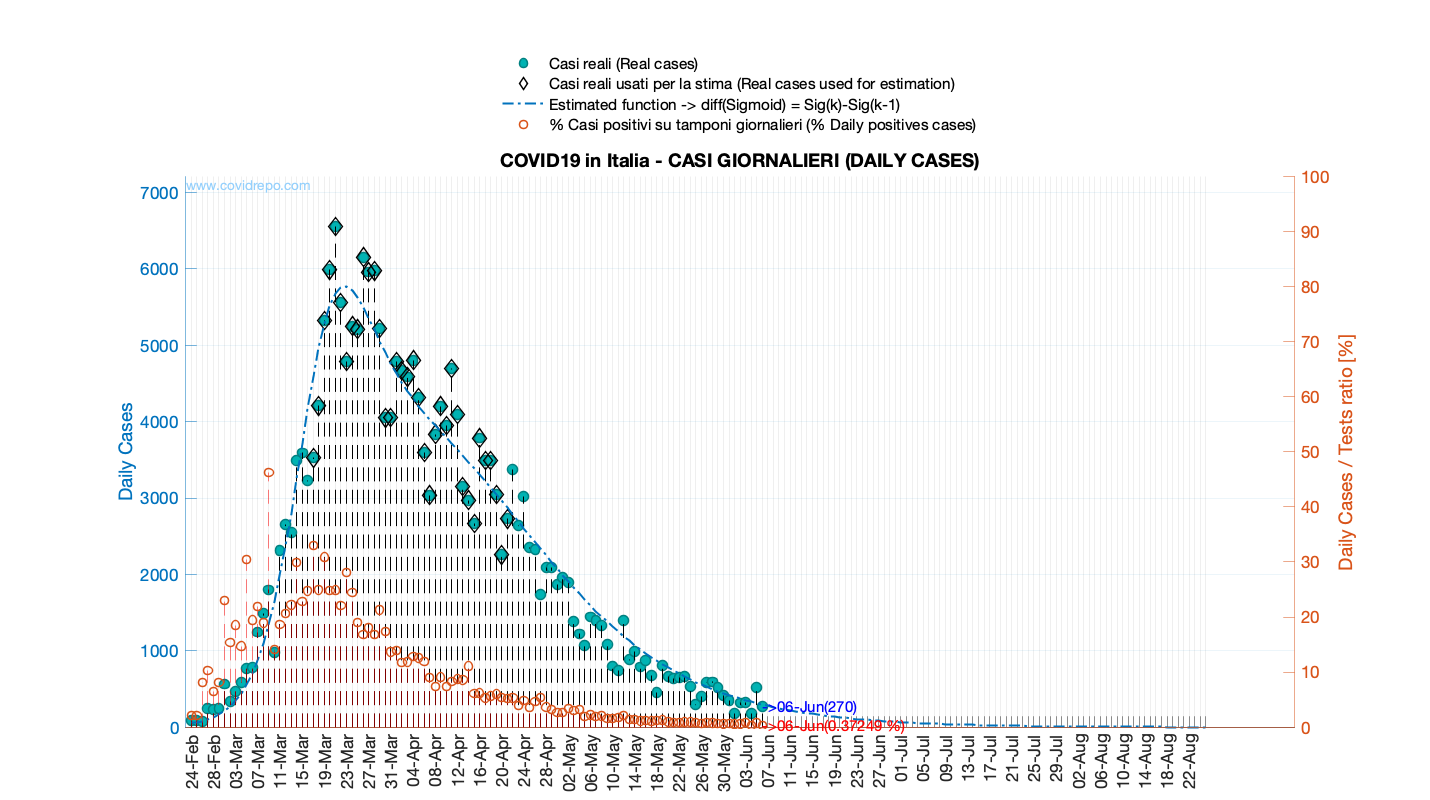 Casi reali (Real cases)
Casi reali usati per la stima (Real cases used for estimation)
Estimated function -> diff(Sigmoid) = Sig(k)-Sig(k-1)
% Casi positivi su tamponi giornalieri (% Daily positives cases)
COVID19 in Italia - CASI GIORNALIERI (DAILY CASES)
www.covidrepo.com
Daily Cases
7000
6000
5000
4000
3000
2000
1000
0
100
90
80
70
60
50
40
30
20
10
0
Daily Cases / Tests ratio [%]
>06-Jun(270)
>06-Jun(0.37249 %)
24-Feb
28-Feb
03-Mar
07-Mar
11-Mar
15-Mar
19-Mar
23-Mar
27-Mar
31-Mar
04-Apr
08-Apr
12-Apr
16-Apr
20-Apr
24-Apr
28-Apr
02-May
06-May
10-May
14-May
18-May
22-May
26-May
30-May
03-Jun
07-Jun
11-Jun
15-Jun
19-Jun
23-Jun
27-Jun
01-Jul
05-Jul
09-Jul
13-Jul
17-Jul
21-Jul
25-Jul
29-Jul
02-Aug
06-Aug
10-Aug
14-Aug
18-Aug
22-Aug